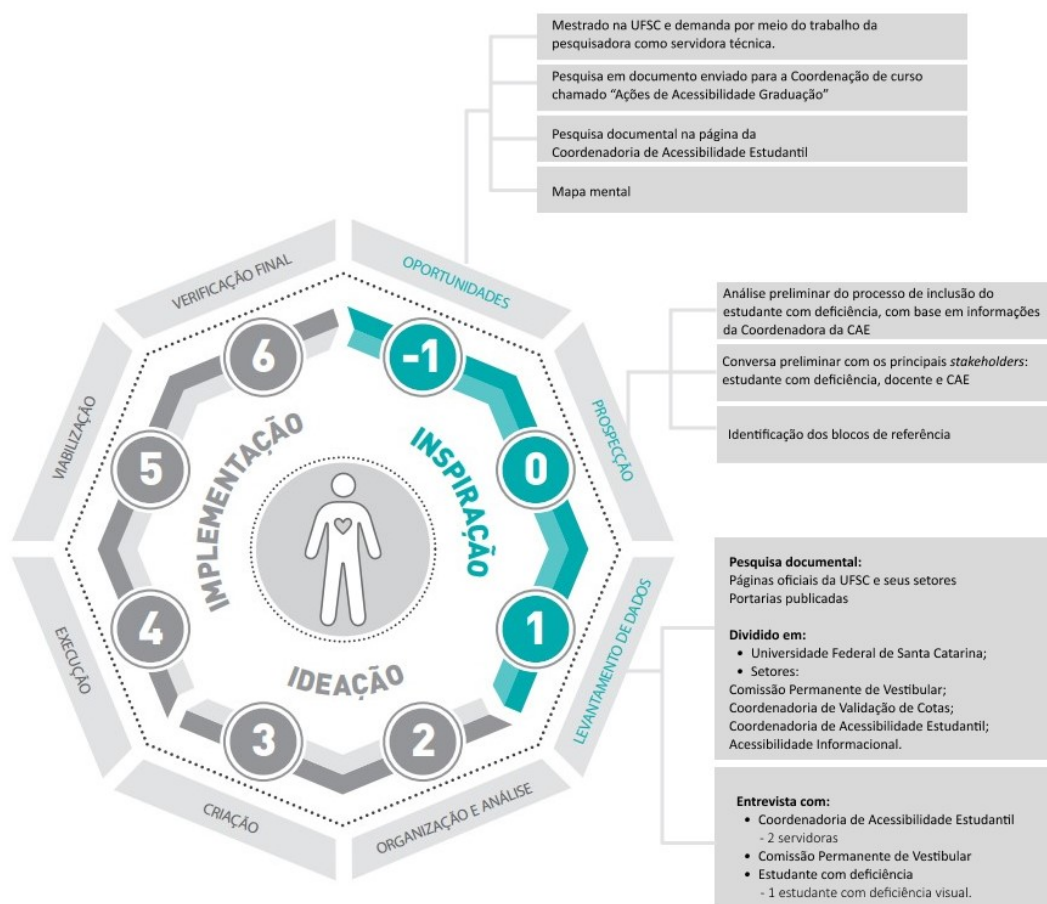 Mestrado na UFSC e demanda por meio do trabalho da
pesquisadora como servidora técnica.
Pesquisa em documento enviado para a Coordenação de curso
chamado “Ações de Acessibilidade Graduação”
Pesquisa documental na página da
Coordenadoria de Acessibilidade Estudantil
Mapa mental
Análise preliminar do processo de inclusão do
estudante com deficiência, com base em informações
da Coordenadora da CAE
Conversa preliminar com os principais stakeholders:
estudante com deficiência, docente e CAE
Identificação dos blocos de referência
Pesquisa documental:
Páginas oficiais da UFSC e seus setores
Portarias publicadas
Dividido em:
• Universidade Federal de Santa Catarina;
• Setores:
Comissão Permanente de Vestibular;
Coordenadoria de Validação de Cotas;
Coordenadoria de Acessibilidade Estudantil;
Acessibilidade Informacional.
Entrevista com:
• Coordenadoria de Acessibilidade Estudantil
- 2 servidoras
• Comissão Permanente de Vestibular
• Estudante com deficiência
- 1 estudante com deficiência visual.
OPORTUNIDADES
PROSPECÇÃO
LEVANTAMENTO DE DADOS
ORGANIZAÇÃO E ANÁLISE
CRIAÇÃO
EXECUÇÃO
VIABILIZAÇÃO
VERIFICAÇÃO FINAL
-1
0
1
2
3
4
5
6
INSPIRAÇÃO
IDEAÇÃO
IMPLEMENTAÇÃO